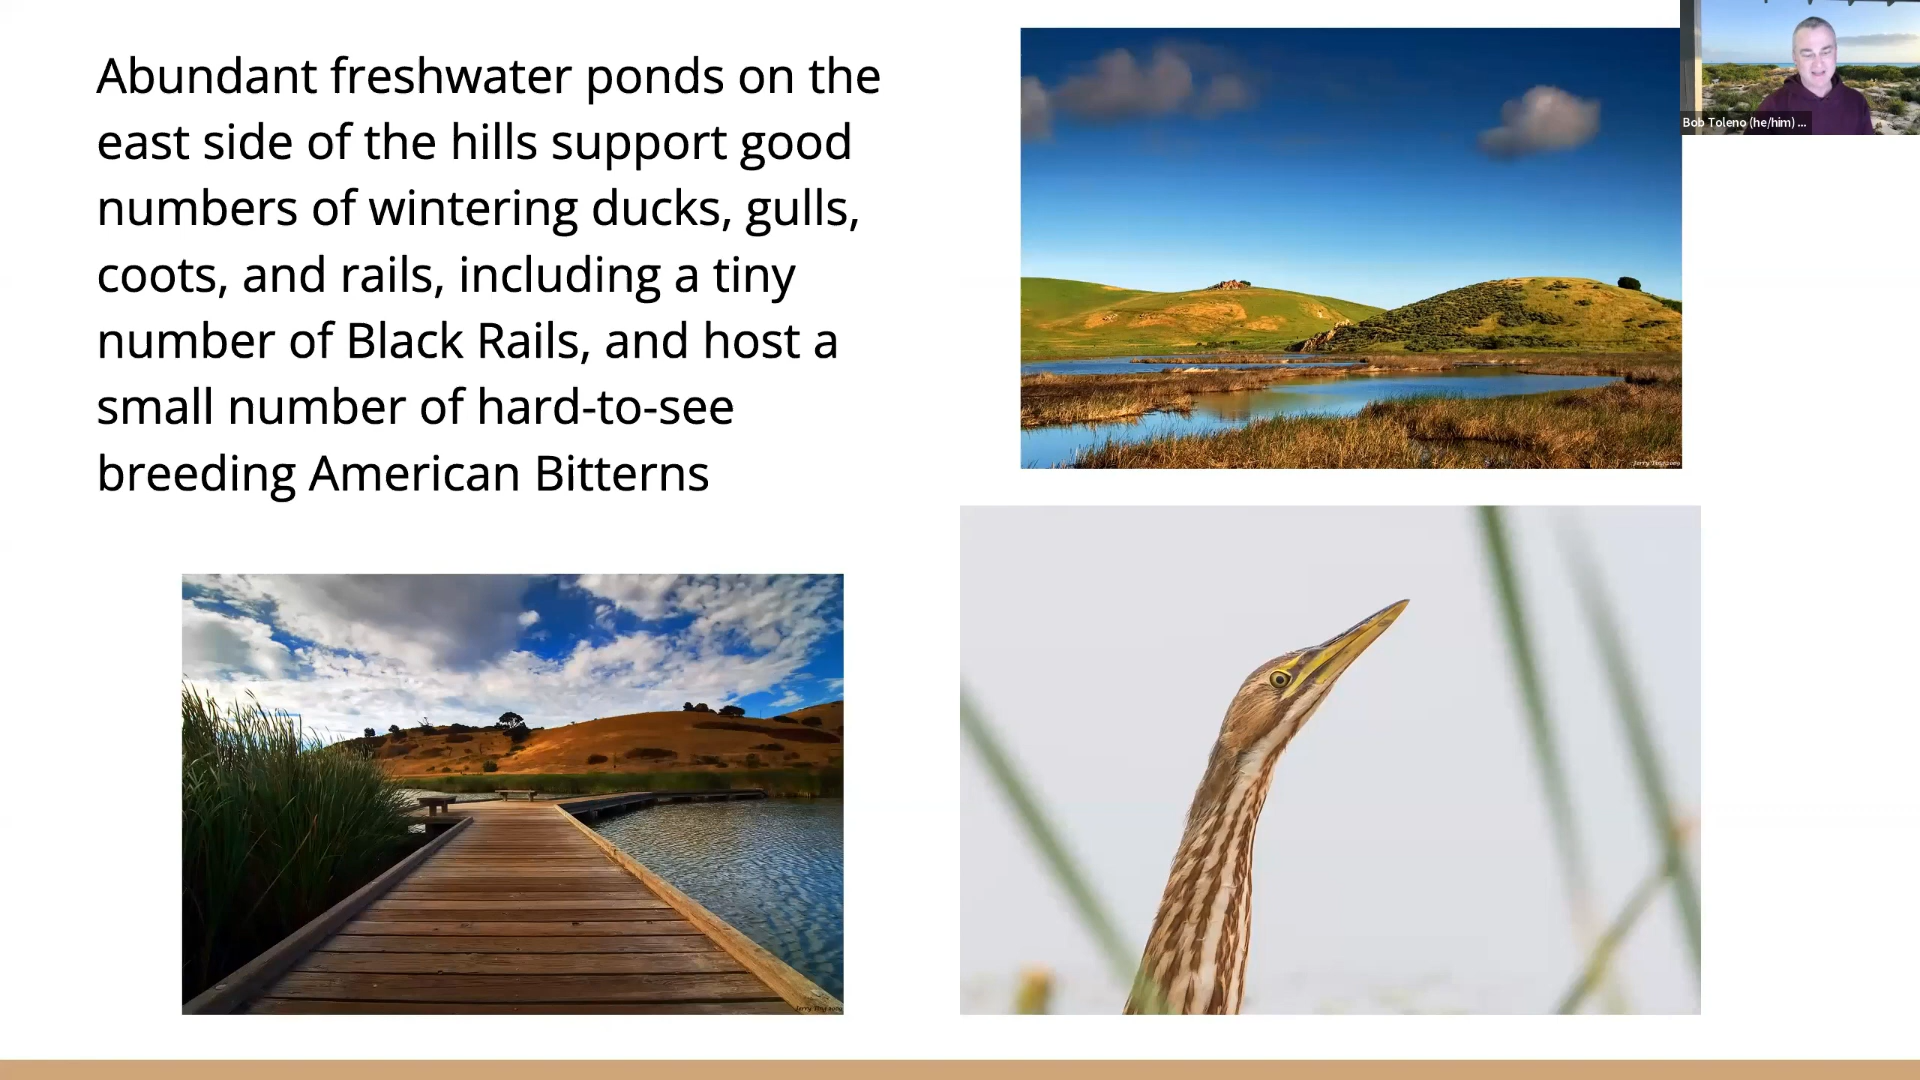 Abundant freshwater ponds on the
east side of the hills support good
numbers of wintering ducks, gulls,
coots, and rails, including a tiny
number of Black Rails, and host a
small number of hard-to-see
breeding American Bitterns
Bob Toleno (he/him) ...